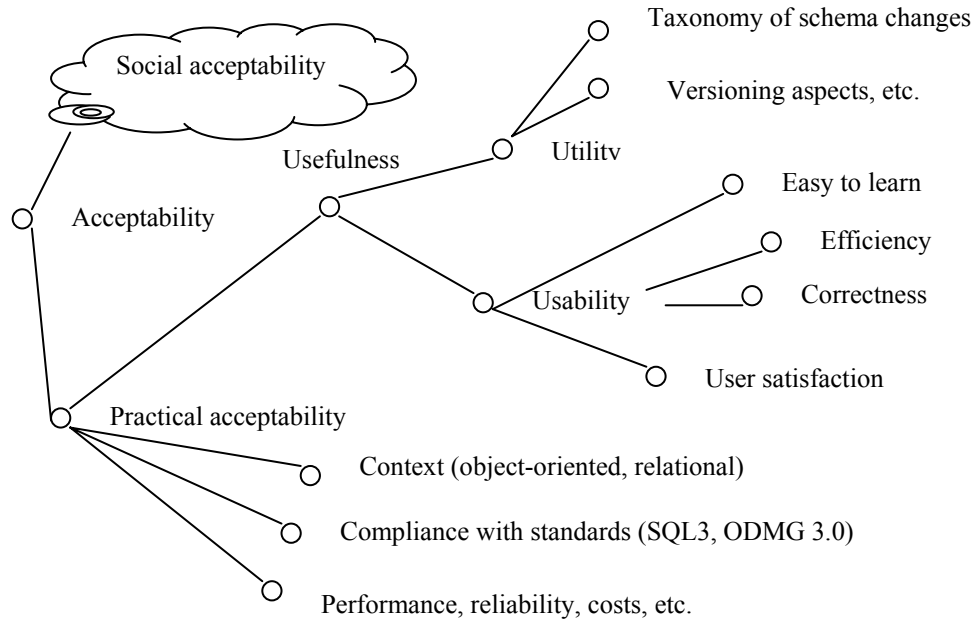 Taxonomy of schema changes
Social acceptability
Versioning aspects, etc.
Usefulness
Utility
Easy to learn
Acceptability
Efficiency
Usability
Correctness
User satisfaction
Practical acceptability
Context (object-oriented, relational)
Compliance with standards (SQL3, ODMG 3.0)
Performance, reliability, costs, etc.